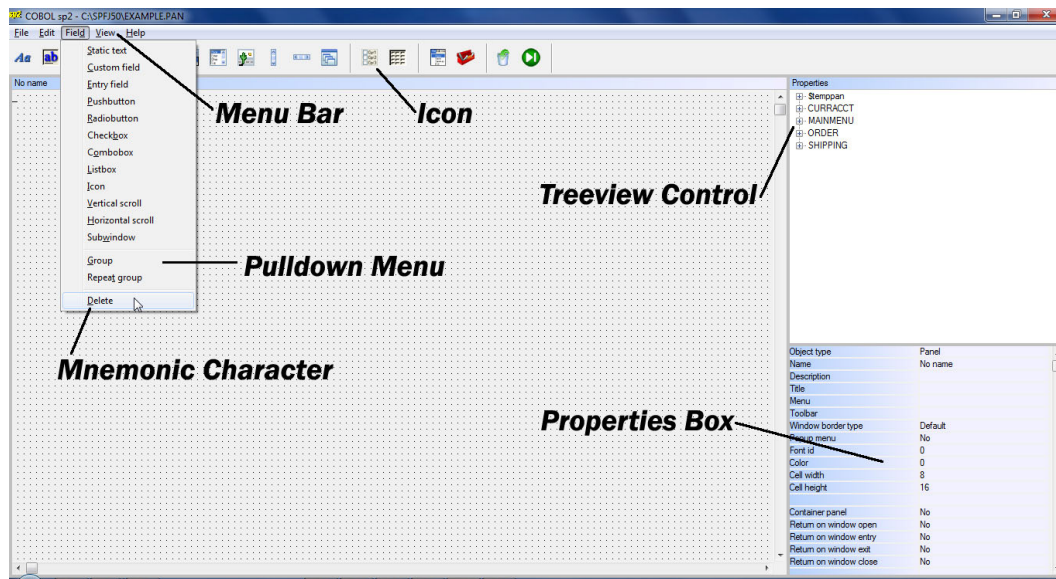 COBOL sp2 - C:\SPFJ50\EXAMPLE.PAN
File Edit Field View Help
Aa ab
No name
Properties
Static text
Custom field
Entry field
Pushbutton
Radiobutton
Checkbox
Combobox
Listbox
Icon
Vertical scroll
Horizontal scroll
Subwindow
Group
Repeat group
Delete
Menu Bar
Icon
Treeview Control
Pulldown Menu
Mnemonic Character
Properties Box
$temppan
CURRACCT
MAINMENU
ORDER
SHIPPING
Object type Panel
Name No name
Description
Title
Menu
Toolbar
Window border type Default
Popup menu No
Font id 0
Color 0
Cell width 8
Cell height 16
Container panel No
Return on window open No
Return on window entry No
Return on window exit No
Return on window close No